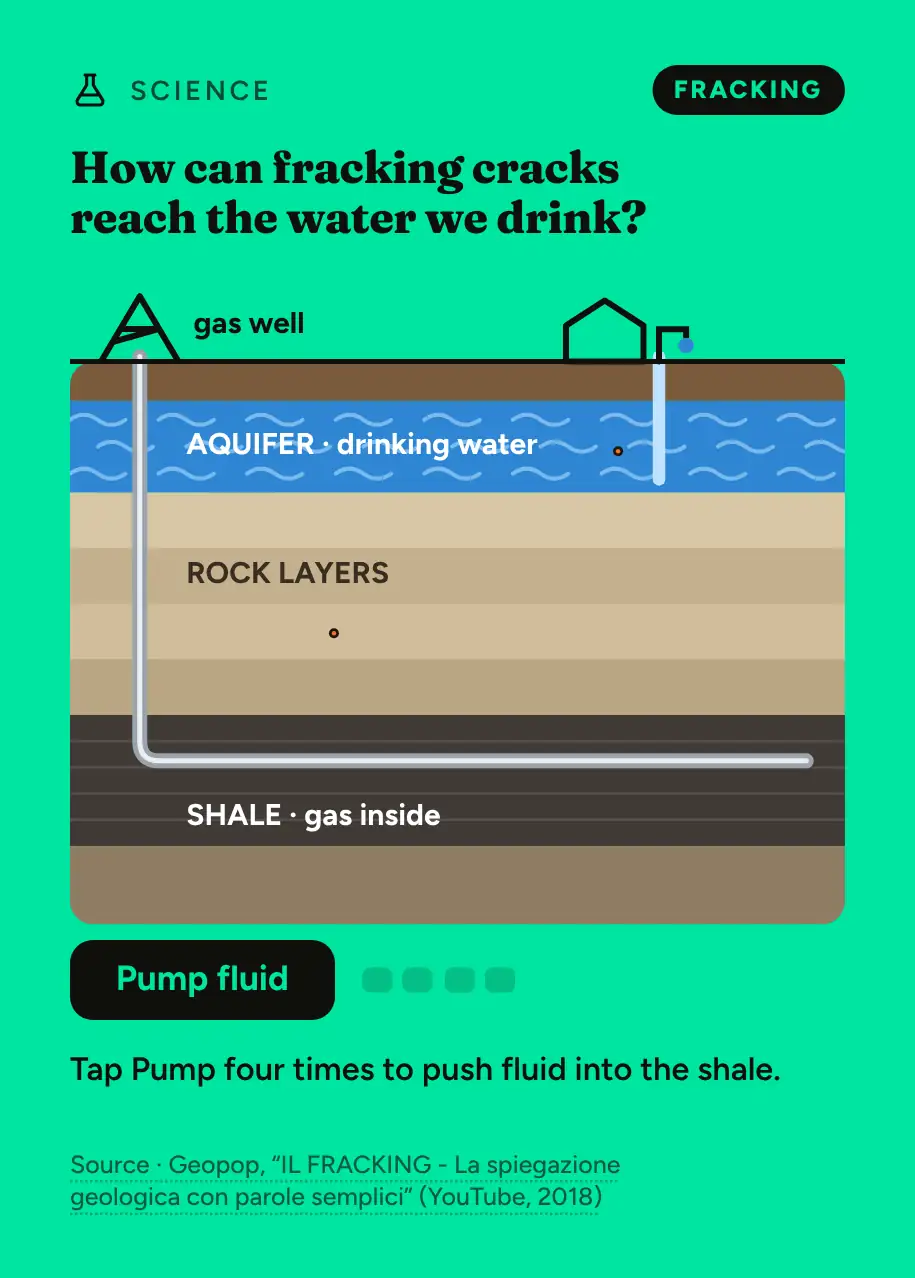 SCIENCE
FRACKING
How can fracking cracks
reach the water we drink?
gas well
AQUIFER · drinking water
ROCK LAYERS
SHALE · gas inside
Pump fluid
Tap Pump four times to push fluid into the shale.
Source · Geopop, “IL FRACKING - La spiegazione
geologica con parole semplici” (YouTube, 2018)